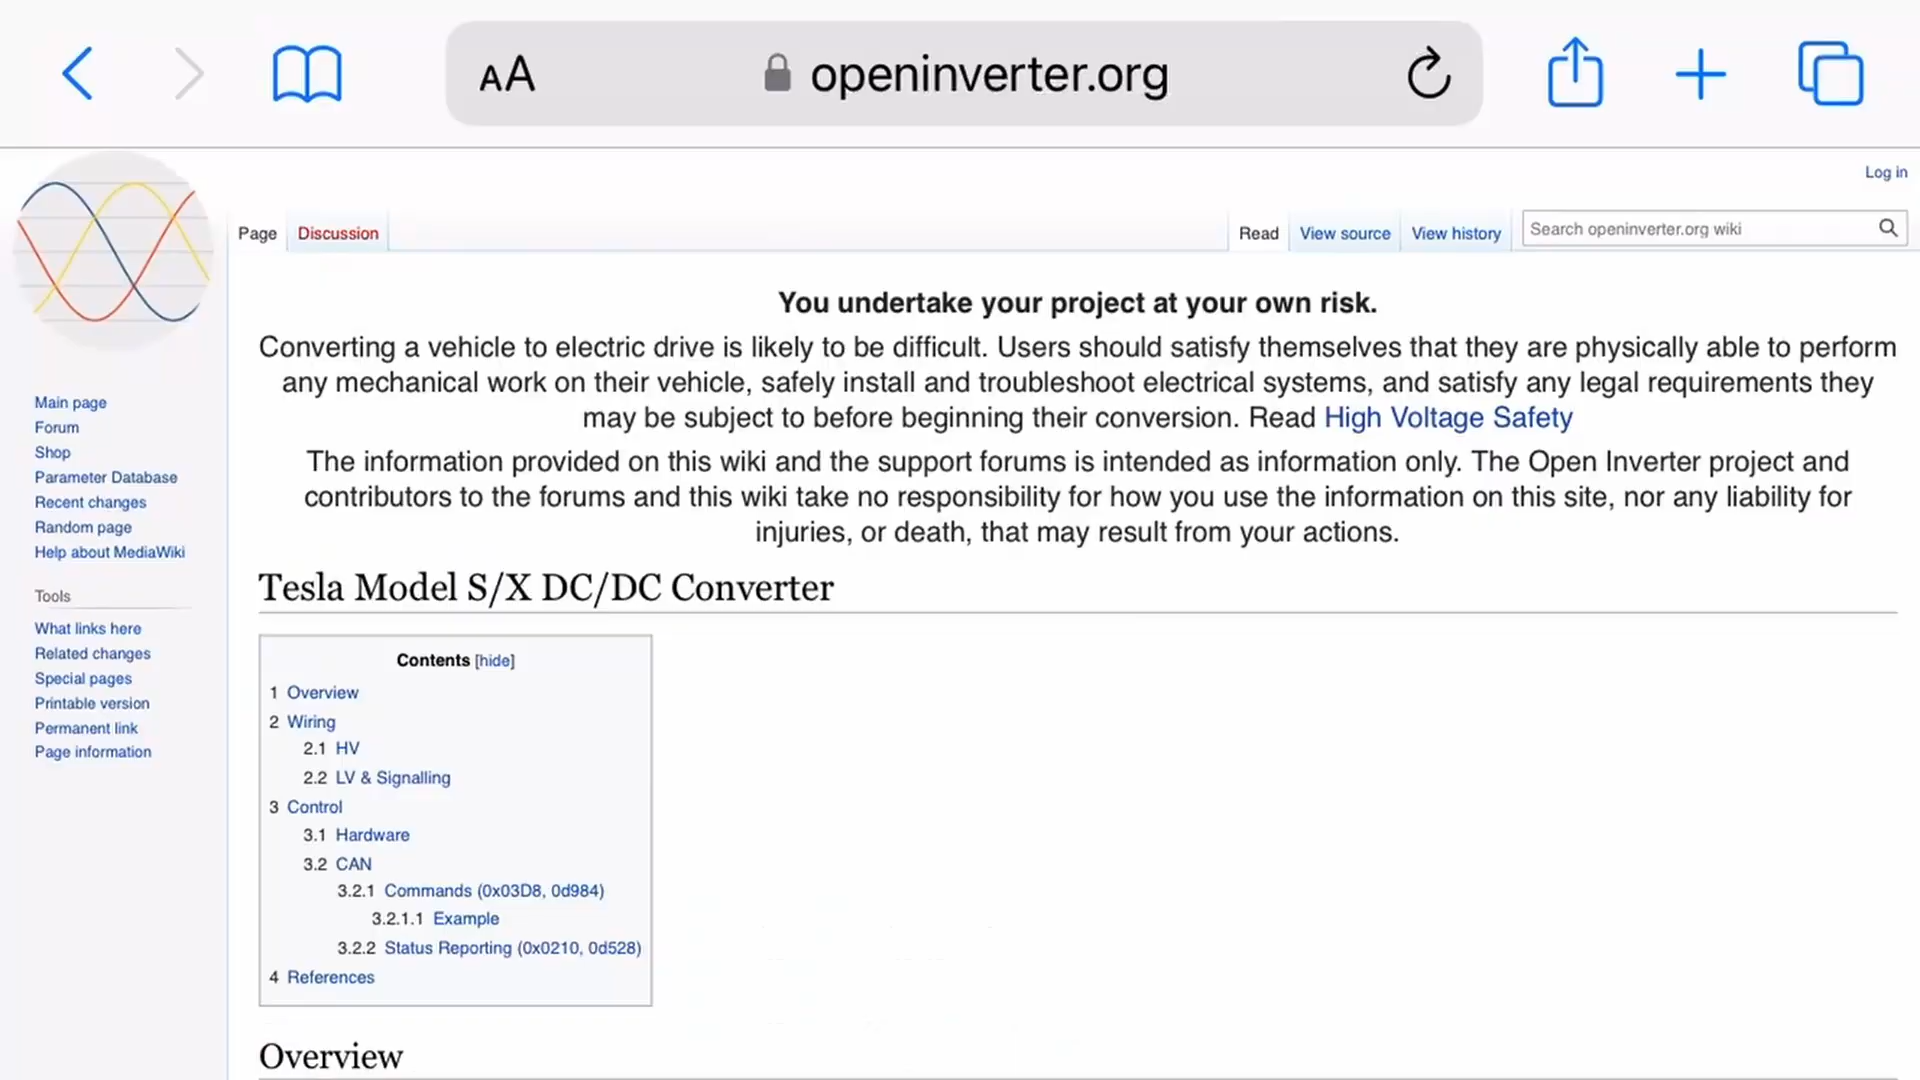 AA openinverter.org
Log in
Page Discussion Read View source View history Search openinverter.org wiki
You undertake your project at your own risk.
Converting a vehicle to electric drive is likely to be difficult. Users should satisfy themselves that they are physically able to perform
any mechanical work on their vehicle, safely install and troubleshoot electrical systems, and satisfy any legal requirements they
may be subject to before beginning their conversion. Read High Voltage Safety
The information provided on this wiki and the support forums is intended as information only. The Open Inverter project and
contributors to the forums and this wiki take no responsibility for how you use the information on this site, nor any liability for
injuries, or death, that may result from your actions.
Main page
Forum
Shop
Parameter Database
Recent changes
Random page
Help about MediaWiki
Tools
What links here
Related changes
Special pages
Printable version
Permanent link
Page information
Tesla Model S/X DC/DC Converter
Contents [hide]
1 Overview
2 Wiring
2.1 HV
2.2 LV & Signalling
3 Control
3.1 Hardware
3.2 CAN
3.2.1 Commands (0x03D8, 0d984)
3.2.1.1 Example
3.2.2 Status Reporting (0x0210, 0d528)
4 References
Overview